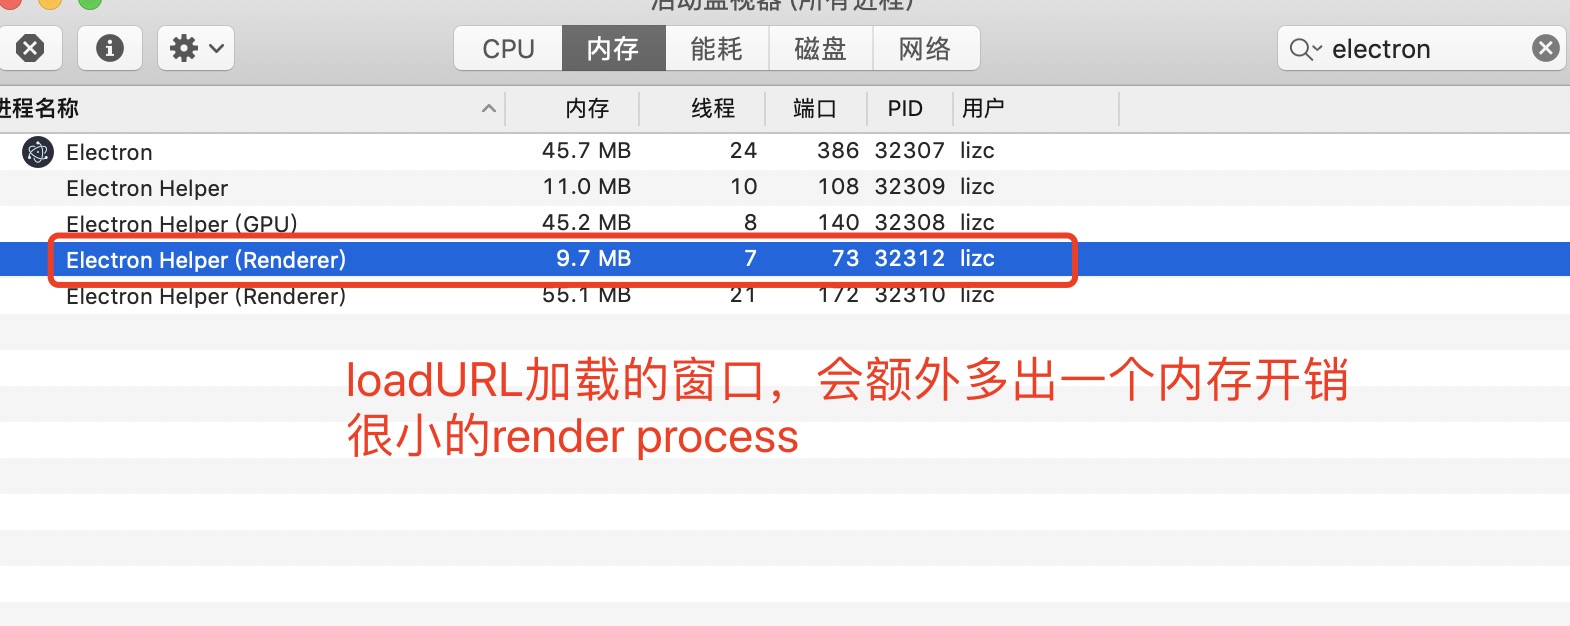 活动监视器 (所有进程)
CPU 内存 能耗 磁盘 网络 electron
进程名称 内存 线程 端口 PID 用户
Electron 45.7 MB 24 386 32307 lizc
Electron Helper 11.0 MB 10 108 32309 lizc
Electron Helper (GPU) 45.2 MB 8 140 32308 lizc
Electron Helper (Renderer) 9.7 MB 7 73 32312 lizc
Electron Helper (Renderer) 55.1 MB 21 172 32310 lizc
loadURL加载的窗口，会额外多出一个内存开销
很小的render process